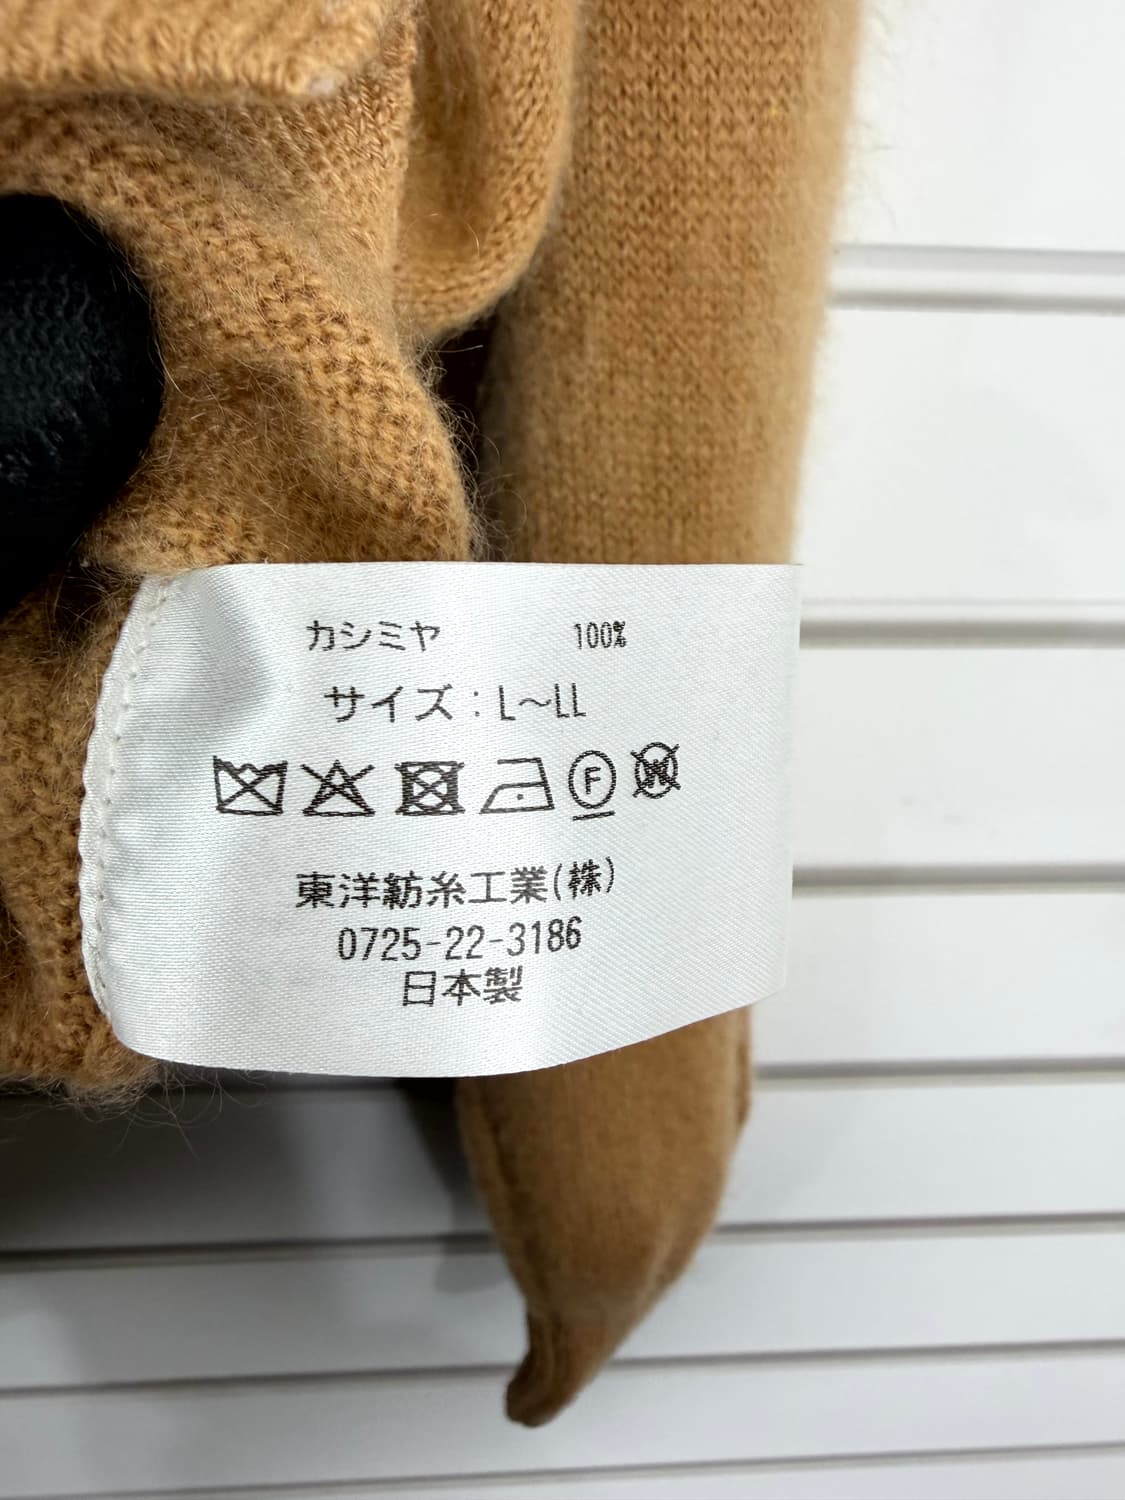 カシミヤ 100%
サイズ：L～LL
F
W
東洋紡糸工業(株)
0725-22-3186
日本製